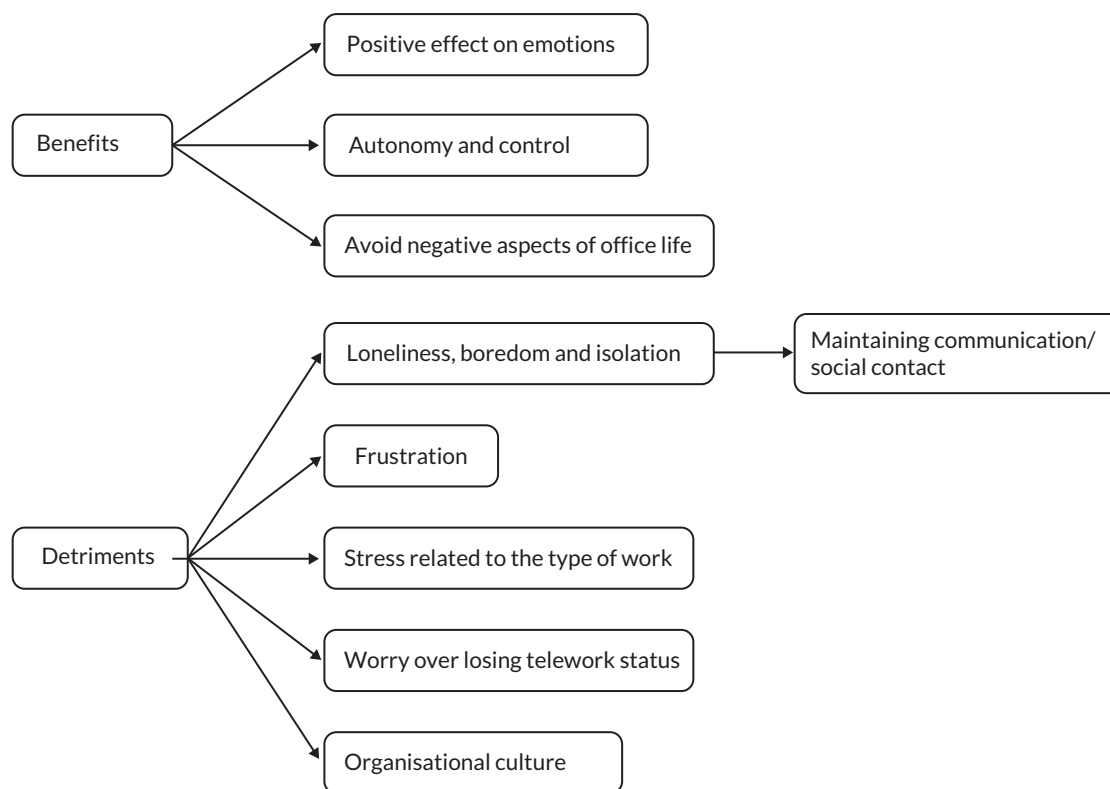 Positive effect on emotions
Benefits
Autonomy and control
Avoid negative aspects of office life
Loneliness, boredom and isolation
Maintaining communication/
social contact
Frustration
Detriments
Stress related to the type of work
Worry over losing telework status
Organisational culture